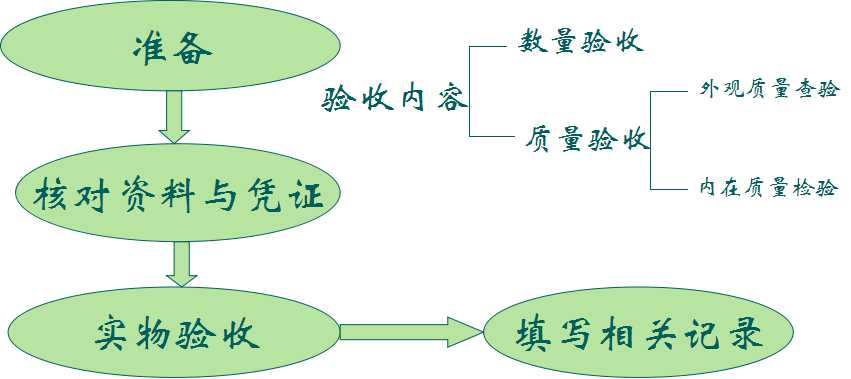 准备
数量验收
验收内容
外观质量查验
质量验收
内在质量检验
核对资料与凭证
实物验收
填写相关记录